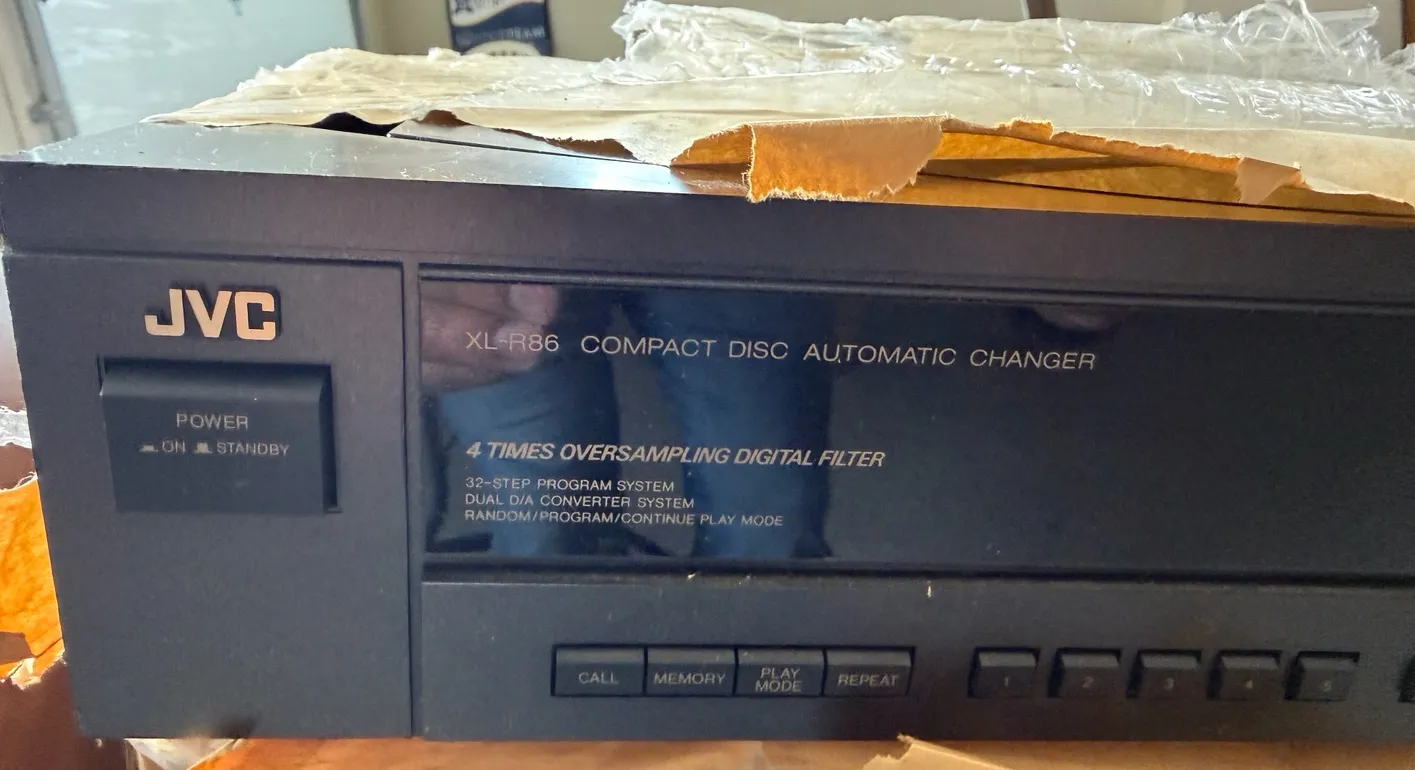 JVC
POWER
ON STANDBY
XL-R86 COMPACT DISC AUTOMATIC CHANGER
4 TIMES OVERSAMPLING DIGITAL FILTER
32-STEP PROGRAM SYSTEM
DUAL D/A CONVERTER SYSTEM
RANDOM/PROGRAM/CONTINUE PLAY MODE
CALL
MEMORY
PLAY
MODE
REPEAT
1
2
3
4
5